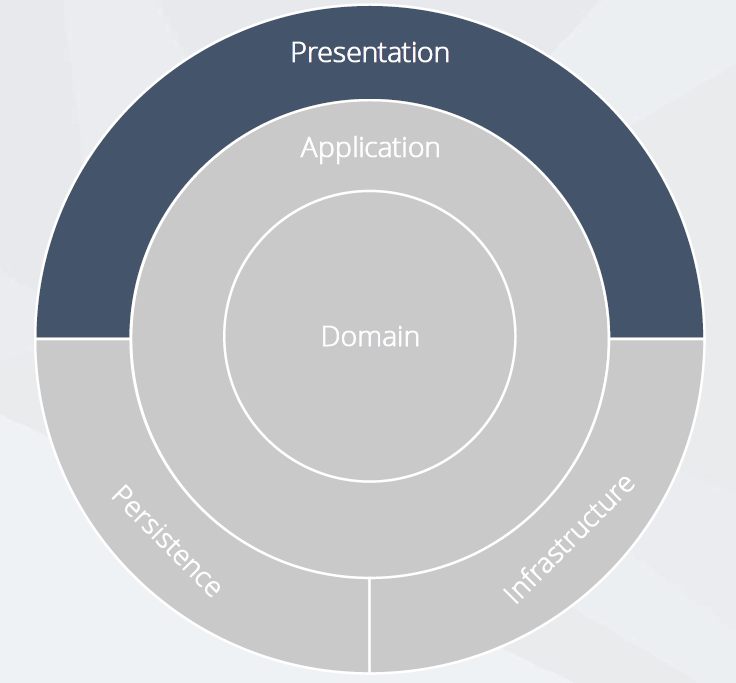 Presentation
Application
Domain
Persistence
Infrastructure